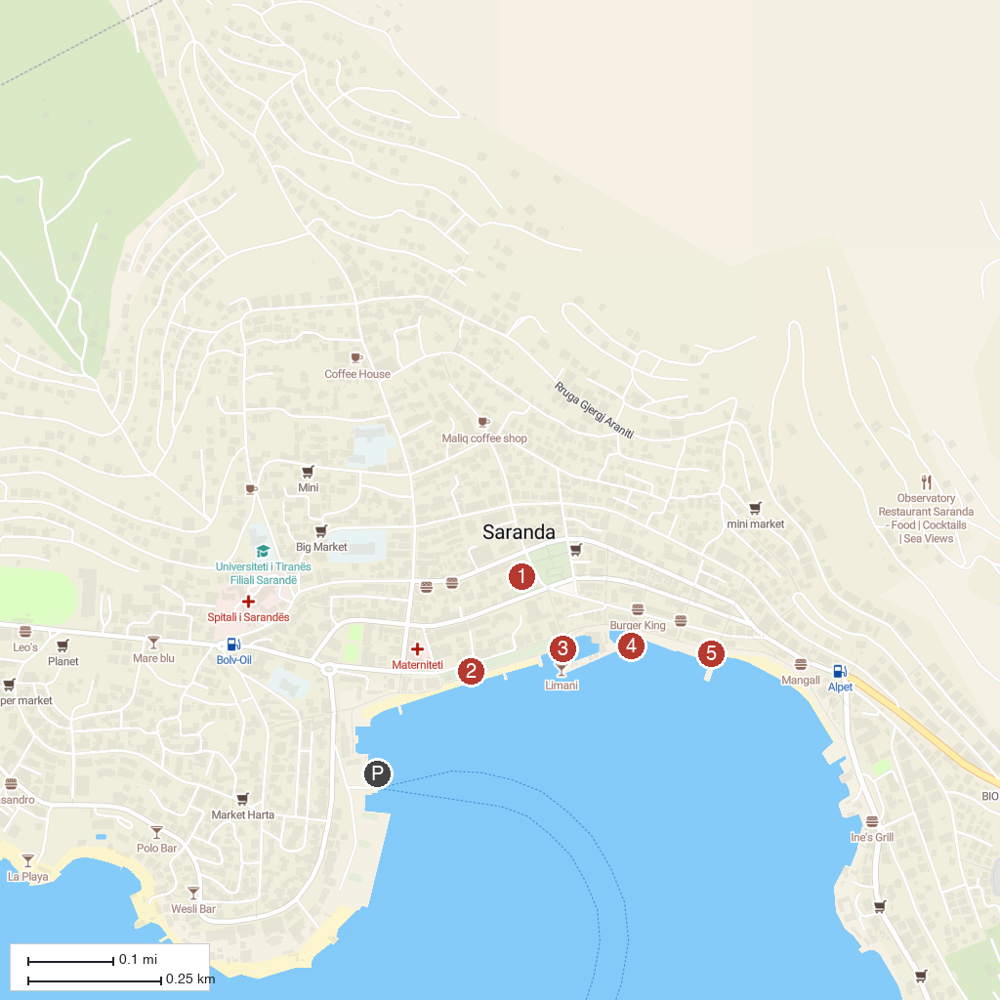 Coffee House
Rruga Gjergj Araniti
Maliq coffee shop
Mini
Observatory
Restaurant Saranda
- Food | Cocktails
| Sea Views
mini market
Saranda
Big Market
Universiteti i Tiranës
Filiali Sarandë
1
Spitali i Sarandës
Burger King
Leo's
Planet
Mare blu
Bolv-Oil
Materniteti
2
3
4
5
Limani
Mangall
Alpet
per market
P
sandro
Market Harta
BIO
Ine's Grill
Polo Bar
La Playa
Wesli Bar
0.1 mi
0.25 km